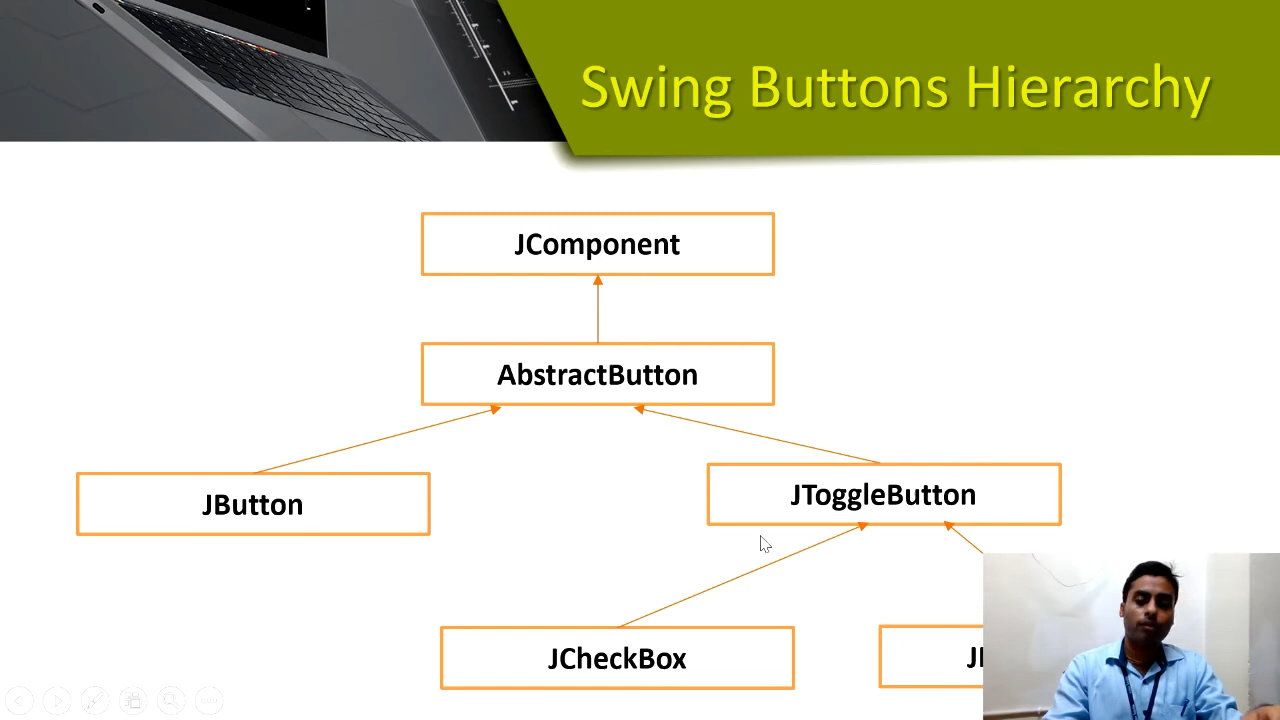 Swing Buttons Hierarchy
JComponent
AbstractButton
JButton
JToggleButton
JCheckBox